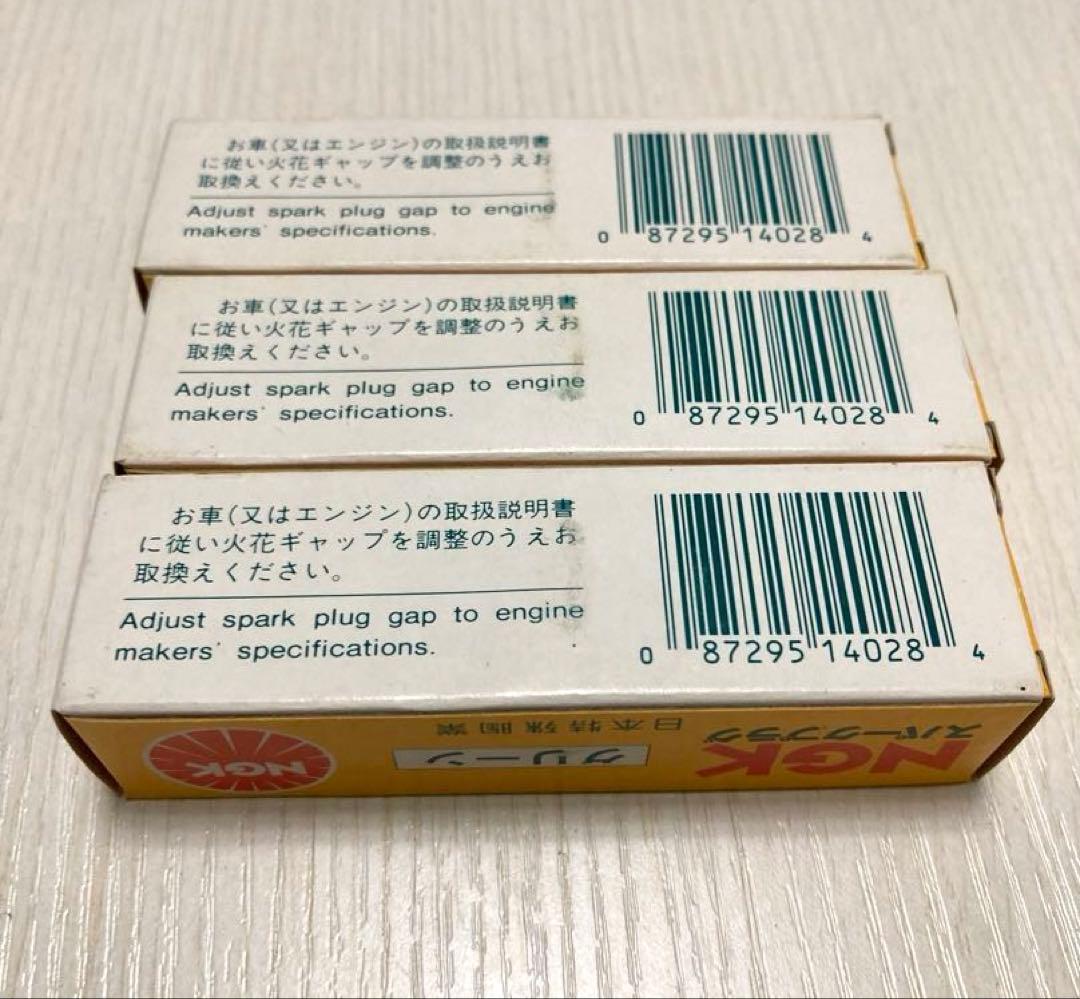 お車(又はエンジン)の取扱説明書
に従い火花ギャップを調整のうえお
取換えください。
Adjust spark plug gap to engine
makers' specifications.
0 87295 14028 4
お車(又はエンジン)の取扱説明書
に従い火花ギャップを調整のうえお
取換えください。
Adjust spark plug gap to engine
makers' specifications.
0 87295 14028 4
お車(又はエンジン)の取扱説明書
に従い火花ギャップを調整のうえお
取換えください。
Adjust spark plug gap to engine
makers' specifications.
0 87295 14028 4
NGK
スパークプラグ
日本特殊陶業
グリーン
NGK